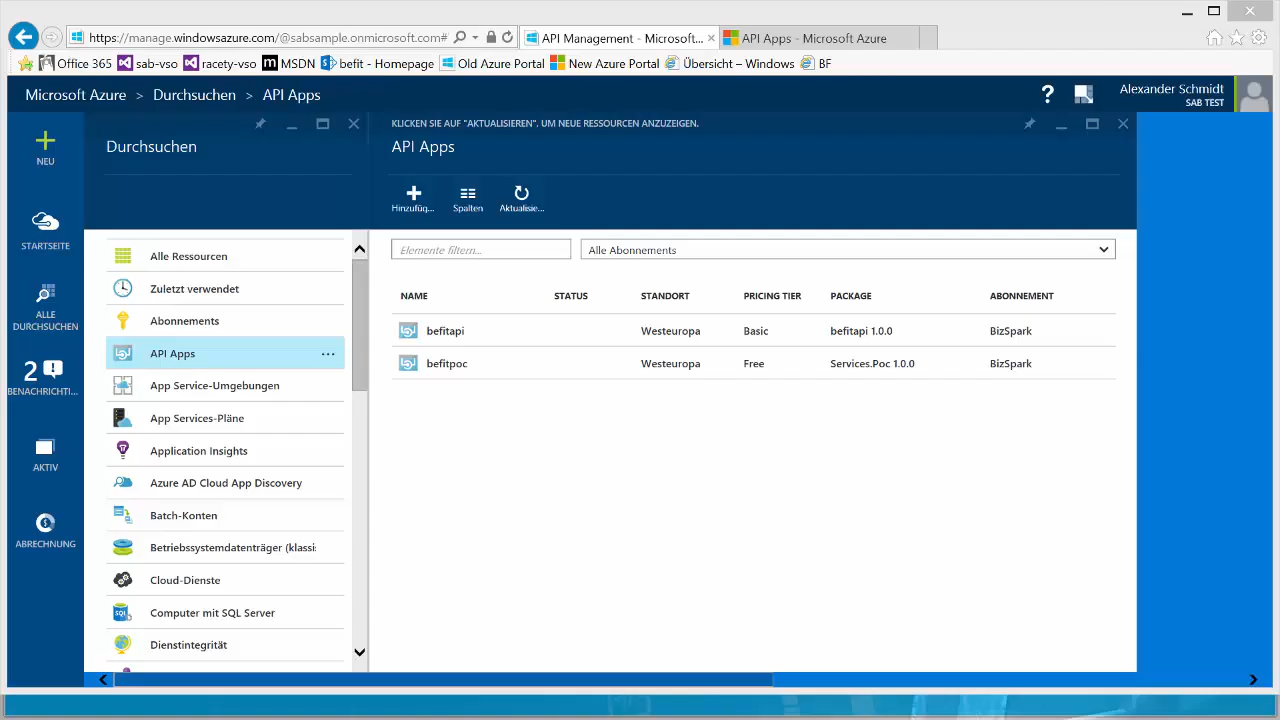 https://manage.windowsazure.com/@sabsample.onmicrosoft.com#
API Management - Microsoft...
API Apps - Microsoft Azure
Office 365
sab-vso
racety-vso
MSDN
befit - Homepage
Old Azure Portal
New Azure Portal
Übersicht – Windows
BF
Microsoft Azure > Durchsuchen > API Apps
?
Alexander Schmidt
SAB TEST
NEU
STARTSEITE
ALLE
DURCHSUCHEN
2
BENACHRICHTI...
AKTIV
ABRECHNUNG
Durchsuchen
Alle Ressourcen
Zuletzt verwendet
Abonnements
API Apps ...
App Service-Umgebungen
App Services-Pläne
Application Insights
Azure AD Cloud App Discovery
Batch-Konten
Betriebssystemdatenträger (klassi
Cloud-Dienste
Computer mit SQL Server
Dienstintegrität
KLICKEN SIE AUF "AKTUALISIEREN", UM NEUE RESSOURCEN ANZUZEIGEN.
API Apps
Hinzufüg...
Spalten
Aktualisie...
Elemente filtern...
Alle Abonnements
NAME STATUS STANDORT PRICING TIER PACKAGE ABONNEMENT
befitapi Westeuropa Basic befitapi 1.0.0 BizSpark
befitpoc Westeuropa Free Services.Poc 1.0.0 BizSpark